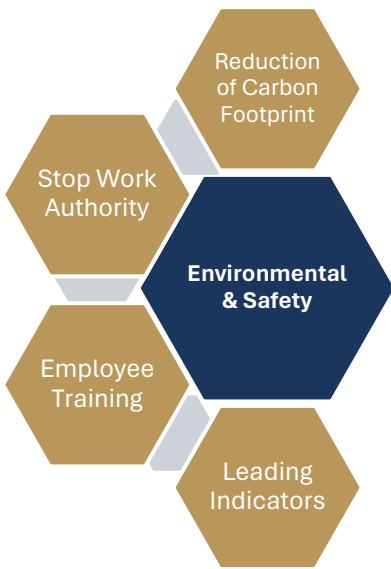 Reduction
of Carbon
Footprint
Stop Work
Authority
Environmental
& Safety
Employee
Training
Leading
Indicators